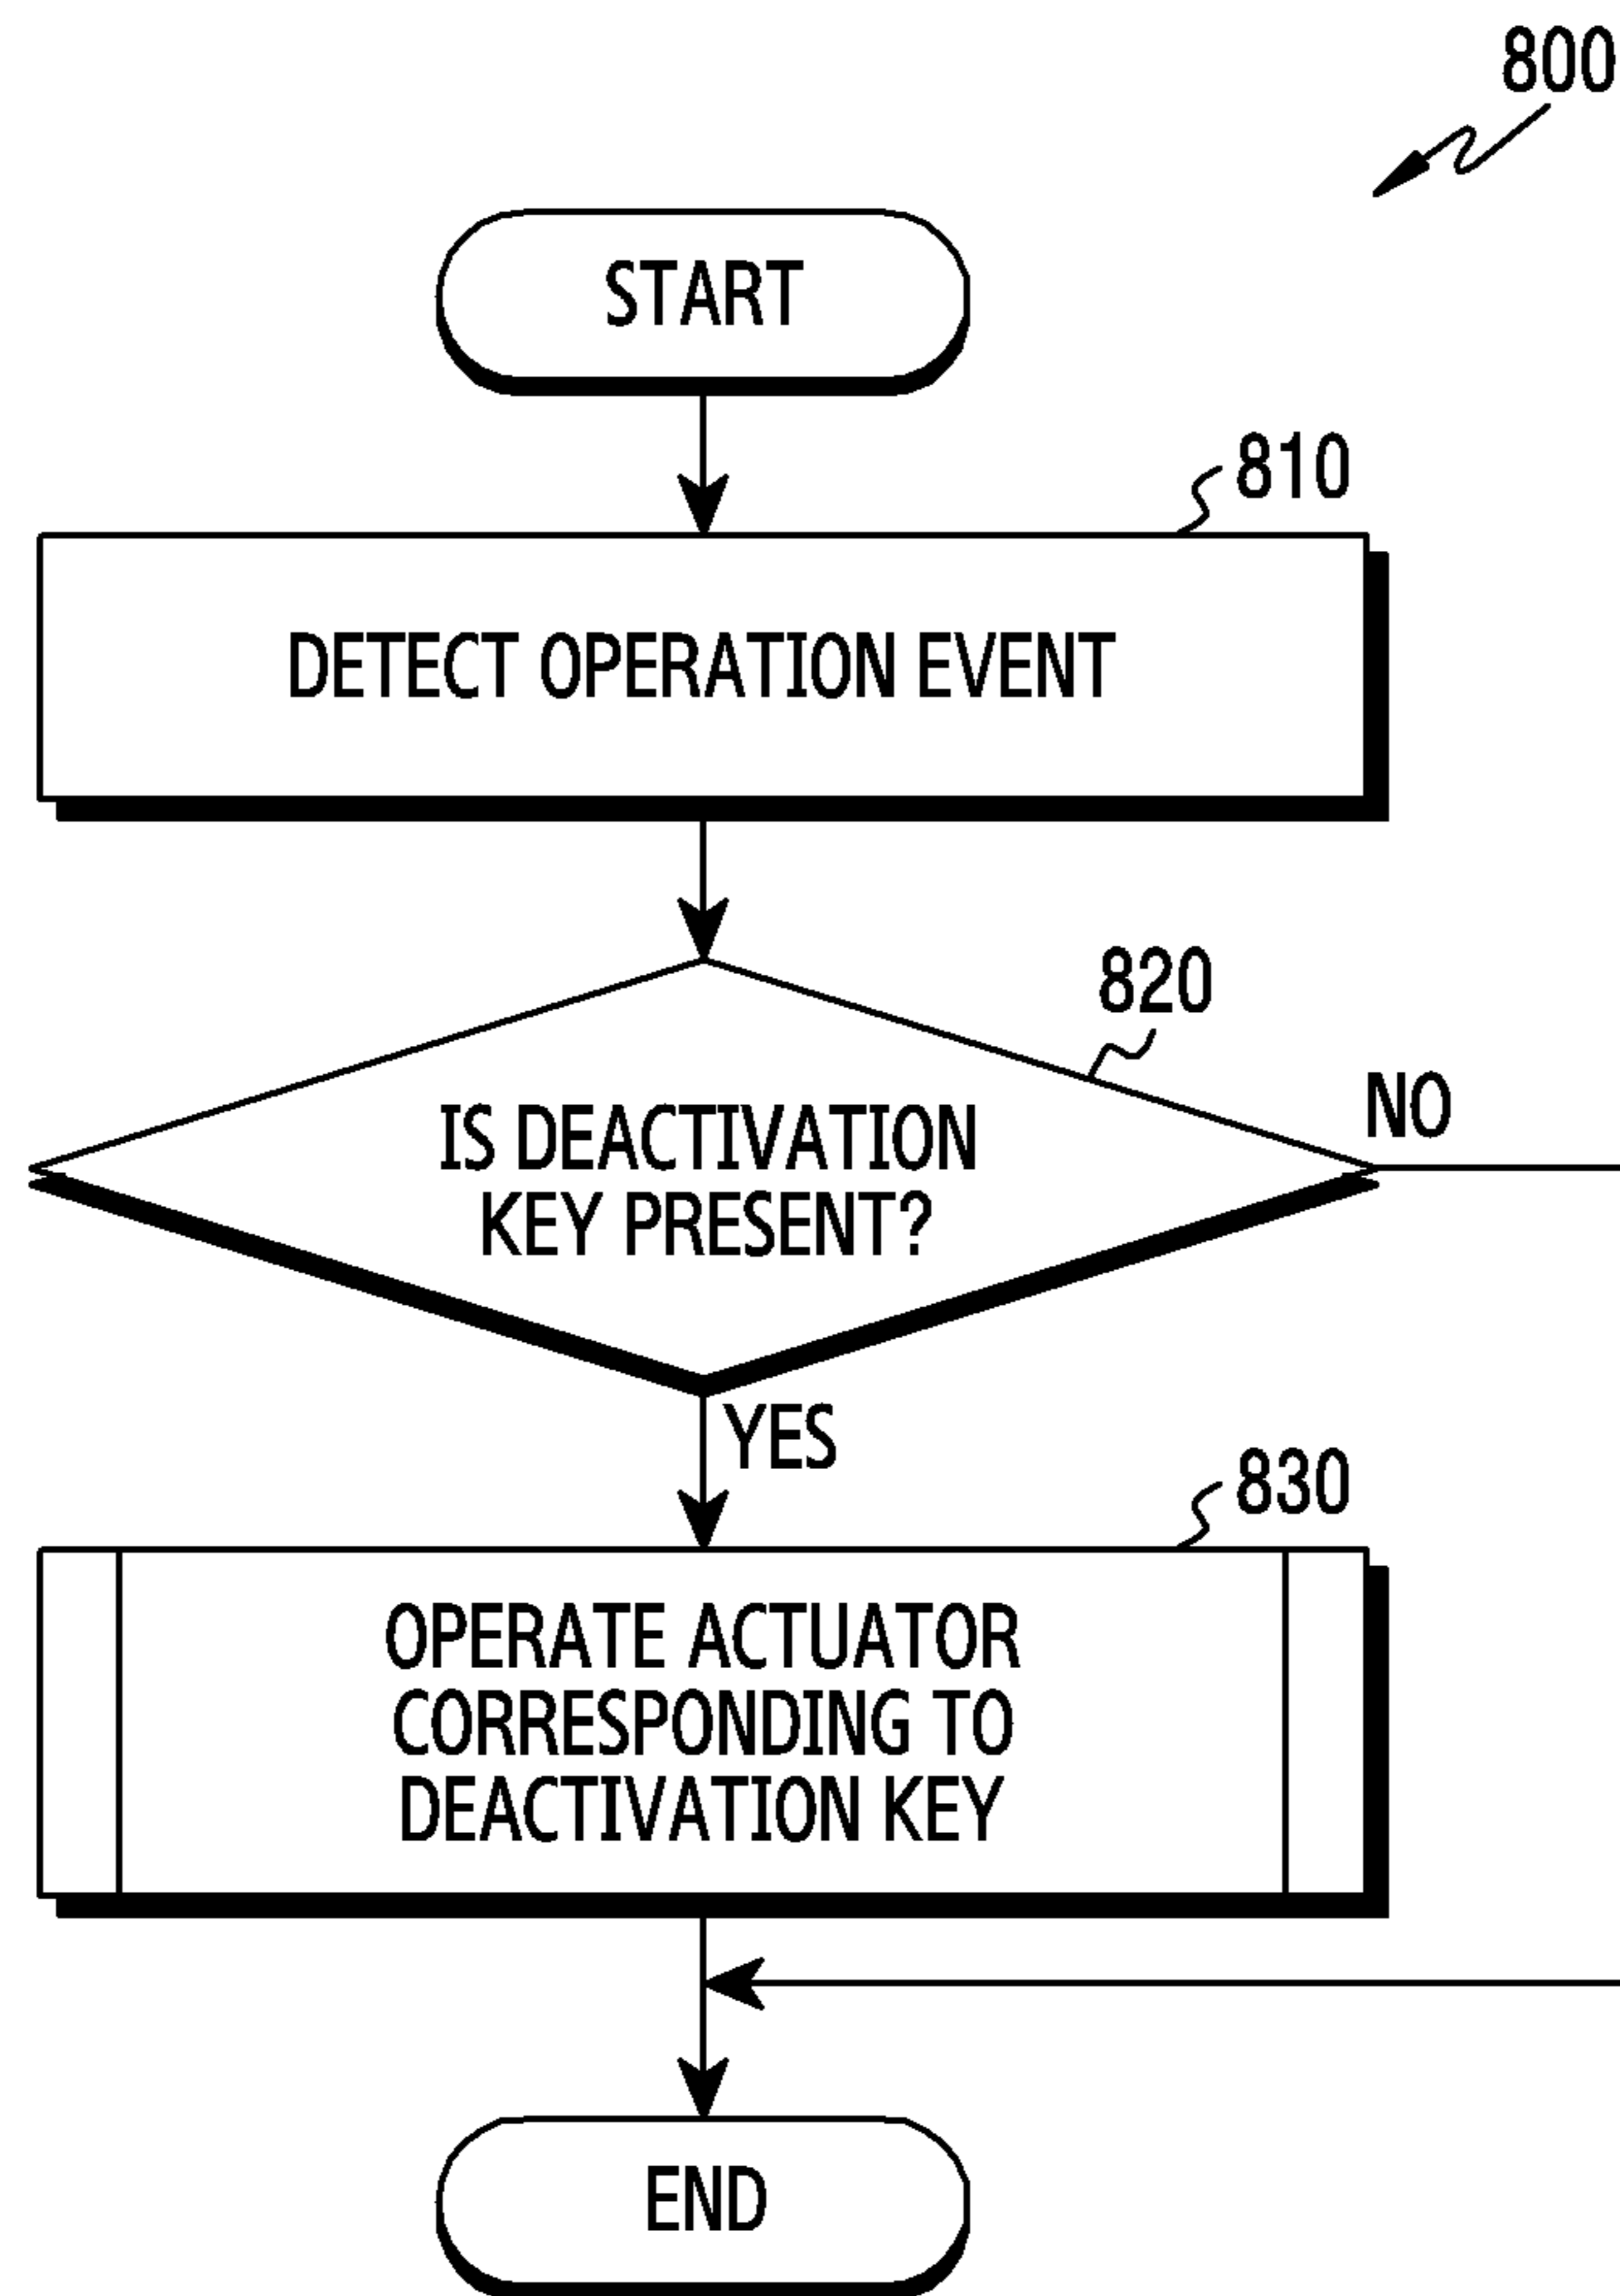 800
START
810
DETECT OPERATION EVENT
820
NO
IS DEACTIVATION
KEY PRESENT?
YES
830
OPERATE ACTUATOR
CORRESPONDING TO
DEACTIVATION KEY
END